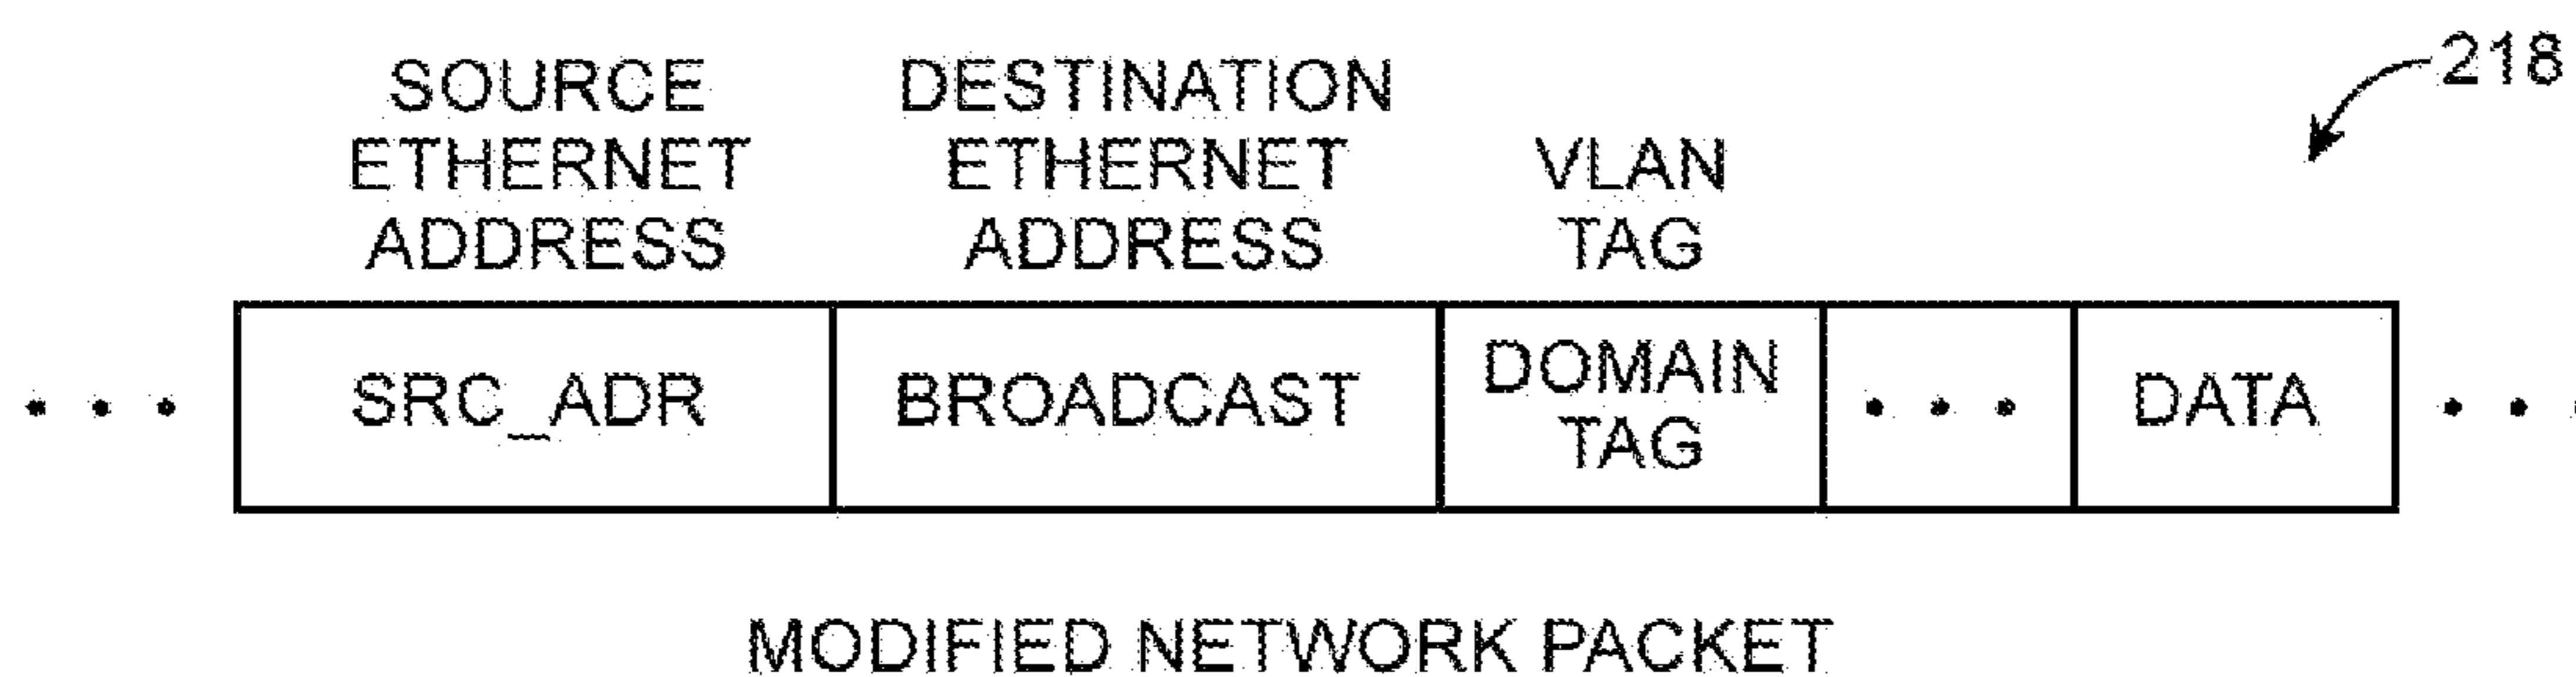 218
SOURCE
ETHERNET
ADDRESS
DESTINATION
ETHERNET
ADDRESS
VLAN
TAG
• • •
SRC_ADR
BROADCAST
DOMAIN
TAG
• • •
DATA
• • •
MODIFIED NETWORK PACKET